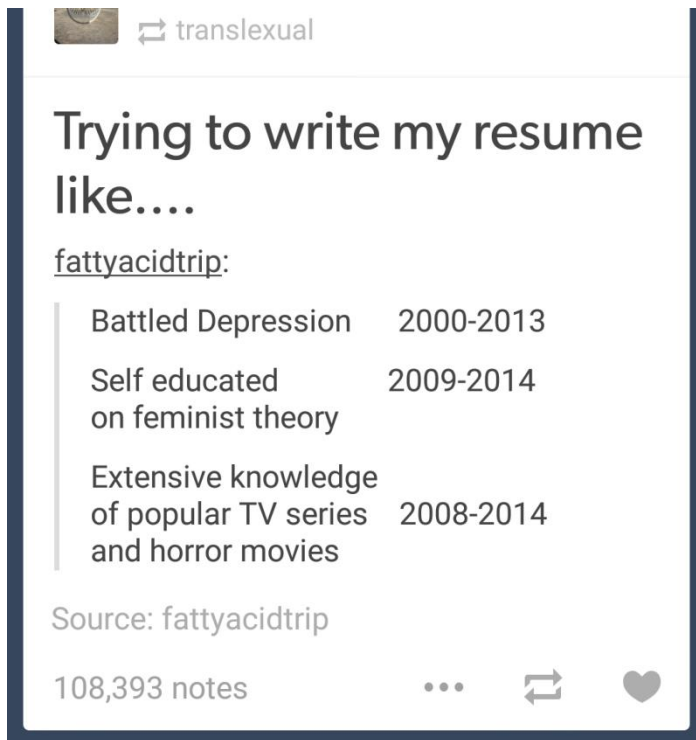 translexual
Trying to write my resume
like....
fattyacidtrip:
Battled Depression 2000-2013
Self educated 2009-2014
on feminist theory
Extensive knowledge
of popular TV series 2008-2014
and horror movies
Source: fattyacidtrip
108,393 notes